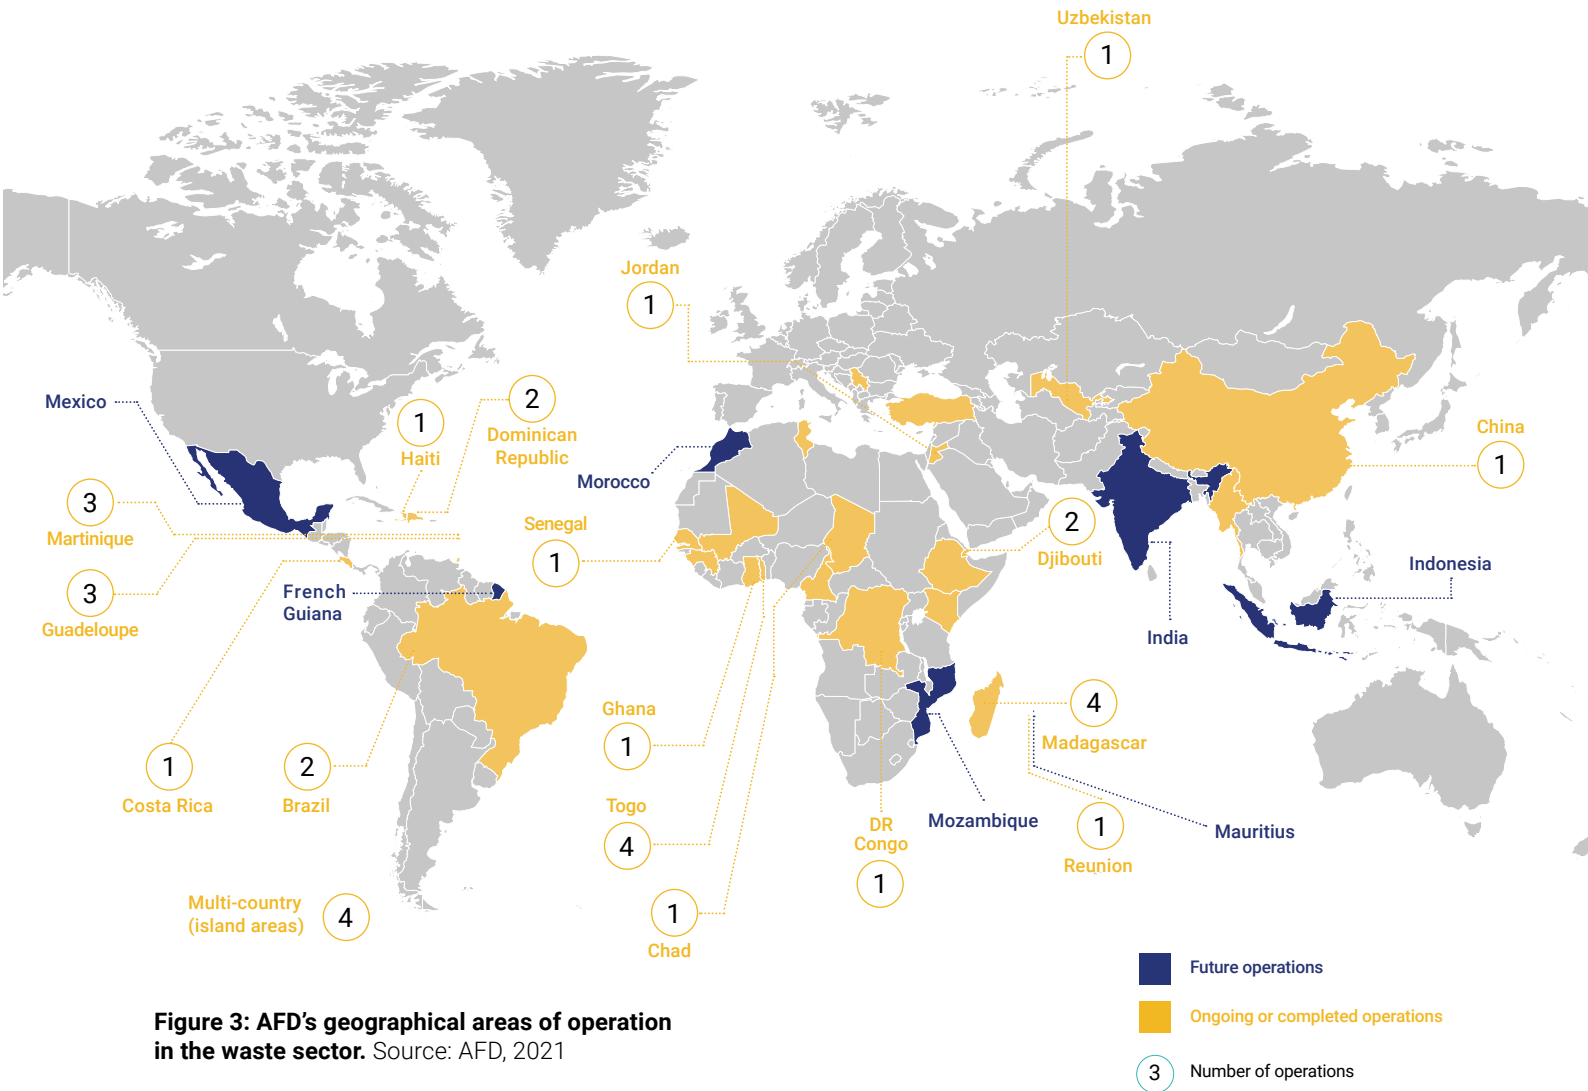 Uzbekistan
1
Jordan
1
Mexico
1
Haiti
2
Dominican
Republic
China
1
Morocco
3
Martinique
Senegal
1
2
Djibouti
Indonesia
3
Guadeloupe
French
Guiana
India
Ghana
1
4
Madagascar
1
Costa Rica
2
Brazil
Togo
4
DR
Congo
1
Mozambique
1
Reunion
Mauritius
Multi-country
(island areas)
4
1
Chad
Future operations
Ongoing or completed operations
3
Number of operations
Figure 3: AFD's geographical areas of operation
in the waste sector. Source: AFD, 2021